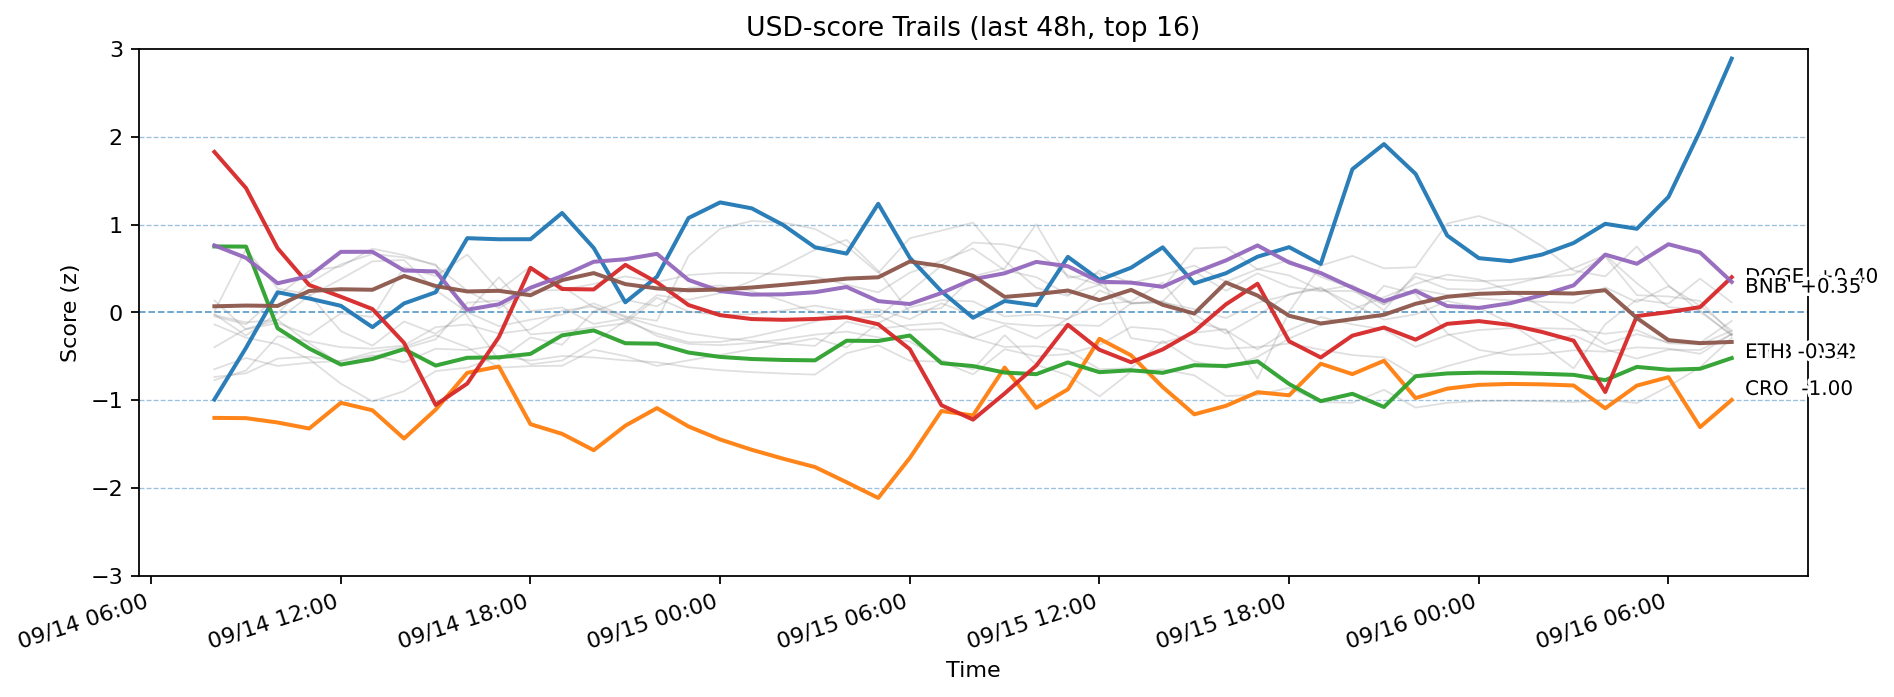 USD-score Trails (last 48h, top 16)
Score (z)
3
2
1
0
−1
−2
−3
DOGE +0.40
BNB +0.35
CRO -1.00
09/14 06:00
09/14 12:00
09/14 18:00
09/15 00:00
09/15 06:00
09/15 12:00
09/15 18:00
09/16 00:00
09/16 06:00
Time